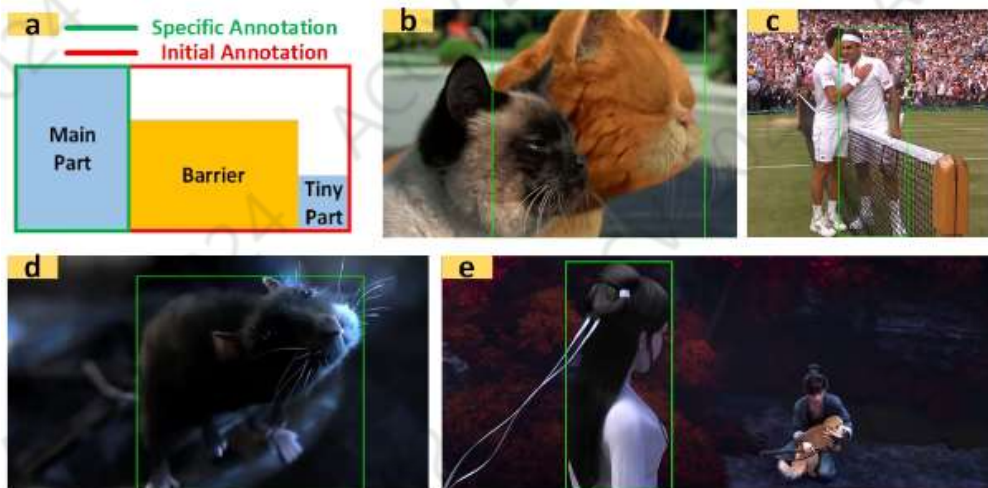 a
Specific Annotation
Initial Annotation
Main
Part
Barrier
Tiny
Part
b
c
d
e